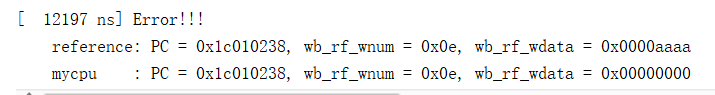 [  12197 ns] Error!!!
reference: PC = 0x1c010238, wb_rf_wnum = 0x0e, wb_rf_wdata = 0x0000aaaa
mycpu    : PC = 0x1c010238, wb_rf_wnum = 0x0e, wb_rf_wdata = 0x00000000